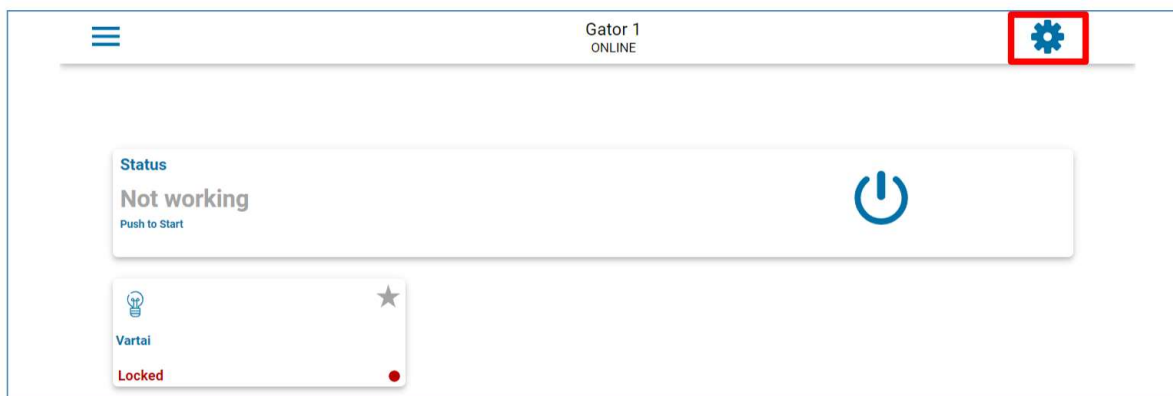 Gator 1
ONLINE
Status
Not working
Push to Start
Vartai
Locked